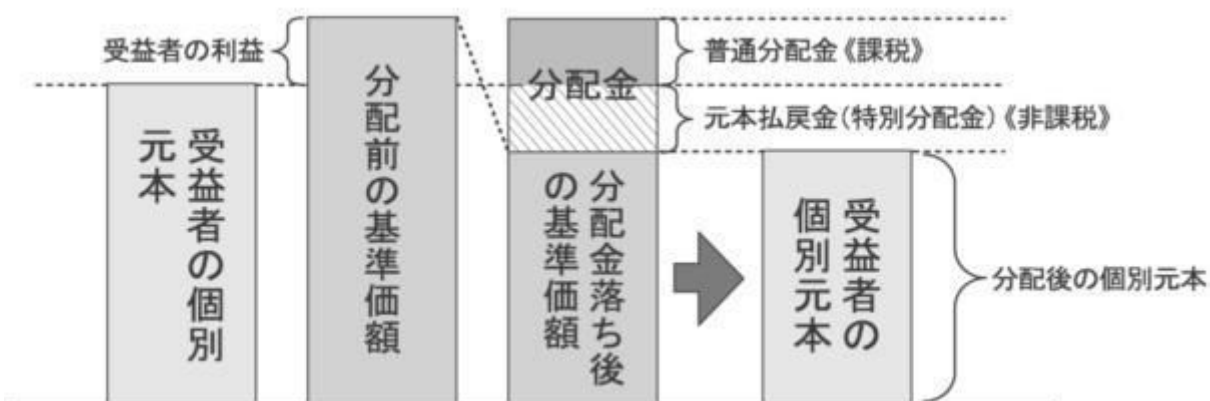 受益者の利益
受益者の個別
元本
分配前の基準価額
分配金
分配金落ち後
の基準価額
普通分配金《課税》
元本払戻金(特別分配金)《非課税》
受益者の
個別元本
分配後の個別元本